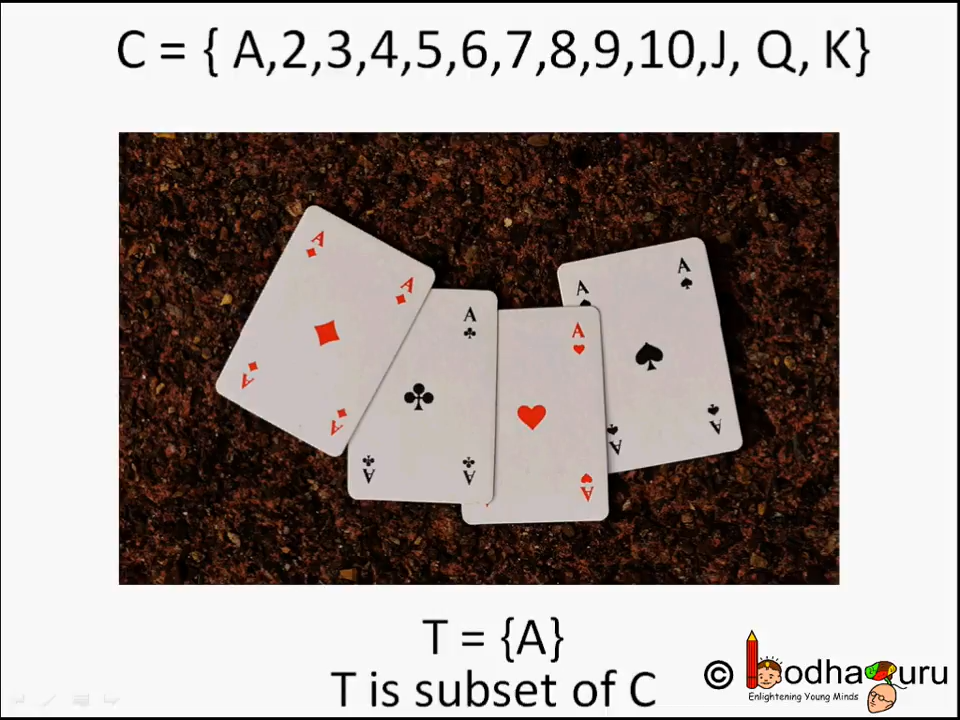 C = { A,2,3,4,5,6,7,8,9,10,J, Q, K}
A
A
A
A
A
A
A
A
A
A
A
A
A
A
T = {A}
T is subset of C
© BodhaGuru
Enlightening Young Minds